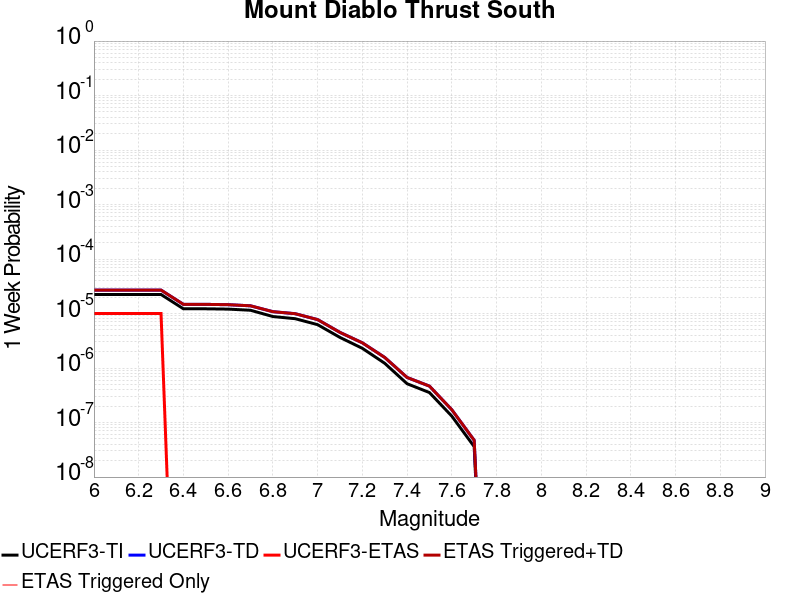 Mount Diablo Thrust South
1 Week Probability
10^0
10^-1
10^-2
10^-3
10^-4
10^-5
10^-6
10^-7
10^-8
6 6.2 6.4 6.6 6.8 7 7.2 7.4 7.6 7.8 8 8.2 8.4 8.6 8.8 9
Magnitude
UCERF3-TI UCERF3-TD UCERF3-ETAS ETAS Triggered+TD
ETAS Triggered Only